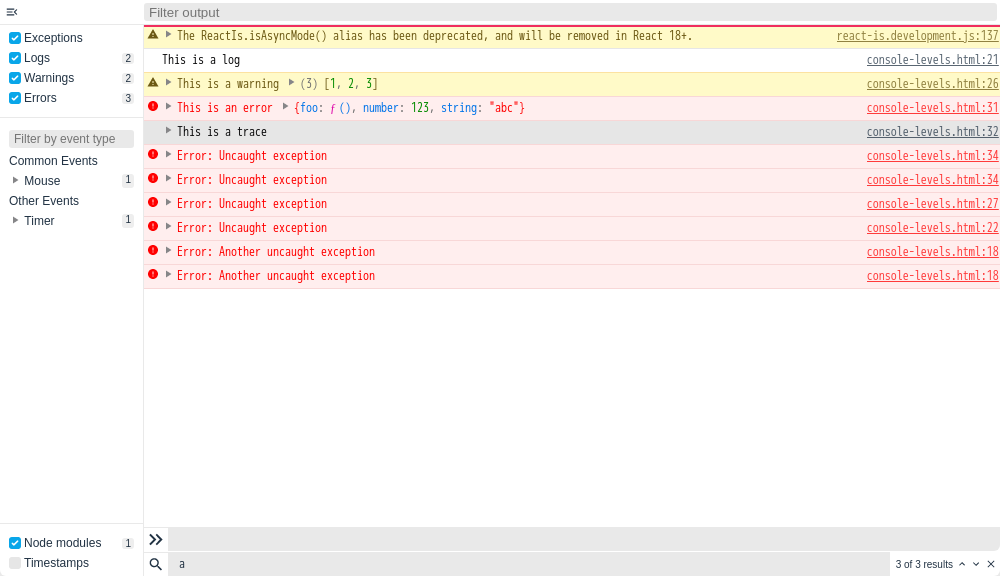 Filter output
Exceptions
Logs 2
Warnings 2
Errors 3
Filter by event type
Common Events
Mouse 1
Other Events
Timer 1
Node modules 1
Timestamps
The ReactIs.isAsyncMode() alias has been deprecated, and will be removed in React 18+. react-is.development.js:137
This is a log console-levels.html:21
This is a warning (3) [1, 2, 3] console-levels.html:26
This is an error {foo: ƒ (), number: 123, string: "abc"} console-levels.html:31
This is a trace console-levels.html:32
Error: Uncaught exception console-levels.html:34
Error: Uncaught exception console-levels.html:34
Error: Uncaught exception console-levels.html:27
Error: Uncaught exception console-levels.html:22
Error: Another uncaught exception console-levels.html:18
Error: Another uncaught exception console-levels.html:18
a 3 of 3 results